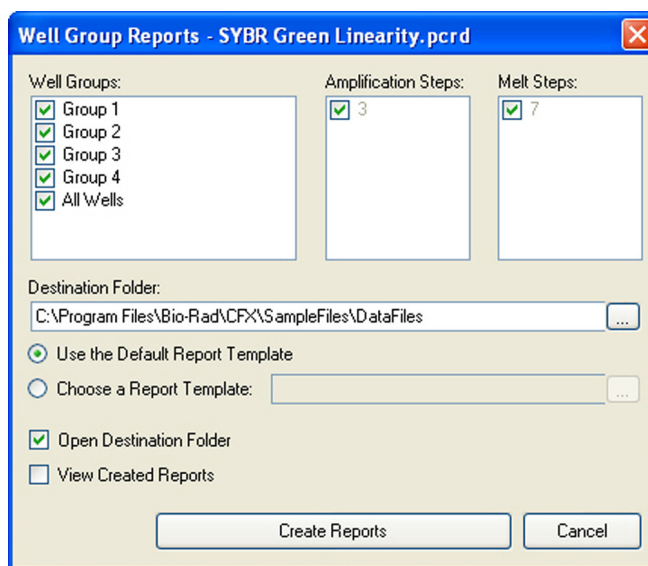 Well Group Reports - SYBR Green Linearity.pcrd
Well Groups:
Group 1
Group 2
Group 3
Group 4
All Wells
Amplification Steps:
3
Melt Steps:
7
Destination Folder:
C:\Program Files\Bio-Rad\CFX\SampleFiles\DataFiles
...
Use the Default Report Template
Choose a Report Template:
...
Open Destination Folder
View Created Reports
Create Reports
Cancel